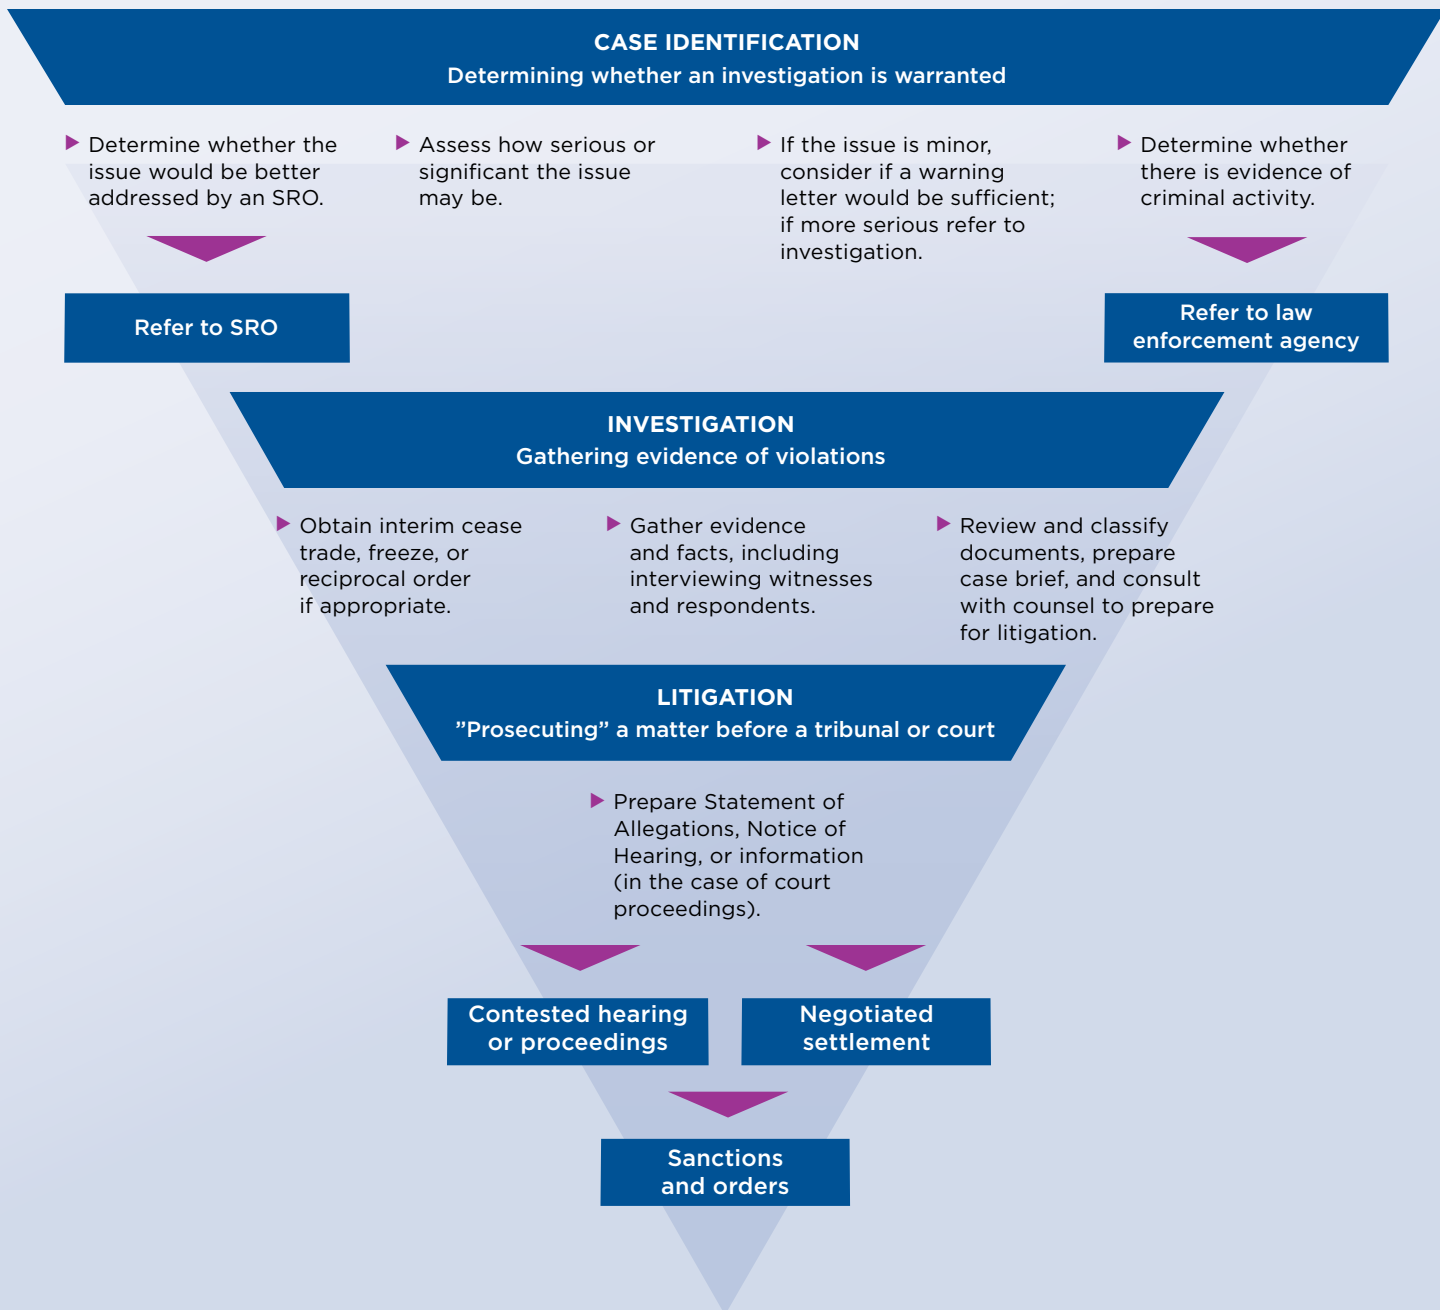 CASE IDENTIFICATION
Determining whether an investigation is warranted
Determine whether the
issue would be better
addressed by an SRO.
Assess how serious or
significant the issue
may be.
If the issue is minor,
consider if a warning
letter would be sufficient;
if more serious refer to
investigation.
Determine whether
there is evidence of
criminal activity.
Refer to SRO
Refer to law
enforcement agency
INVESTIGATION
Gathering evidence of violations
Obtain interim cease
trade, freeze, or
reciprocal order
if appropriate.
Gather evidence
and facts, including
interviewing witnesses
and respondents.
Review and classify
documents, prepare
case brief, and consult
with counsel to prepare
for litigation.
LITIGATION
”Prosecuting” a matter before a tribunal or court
Prepare Statement of
Allegations, Notice of
Hearing, or information
(in the case of court
proceedings).
Contested hearing
or proceedings
Negotiated
settlement
Sanctions
and orders